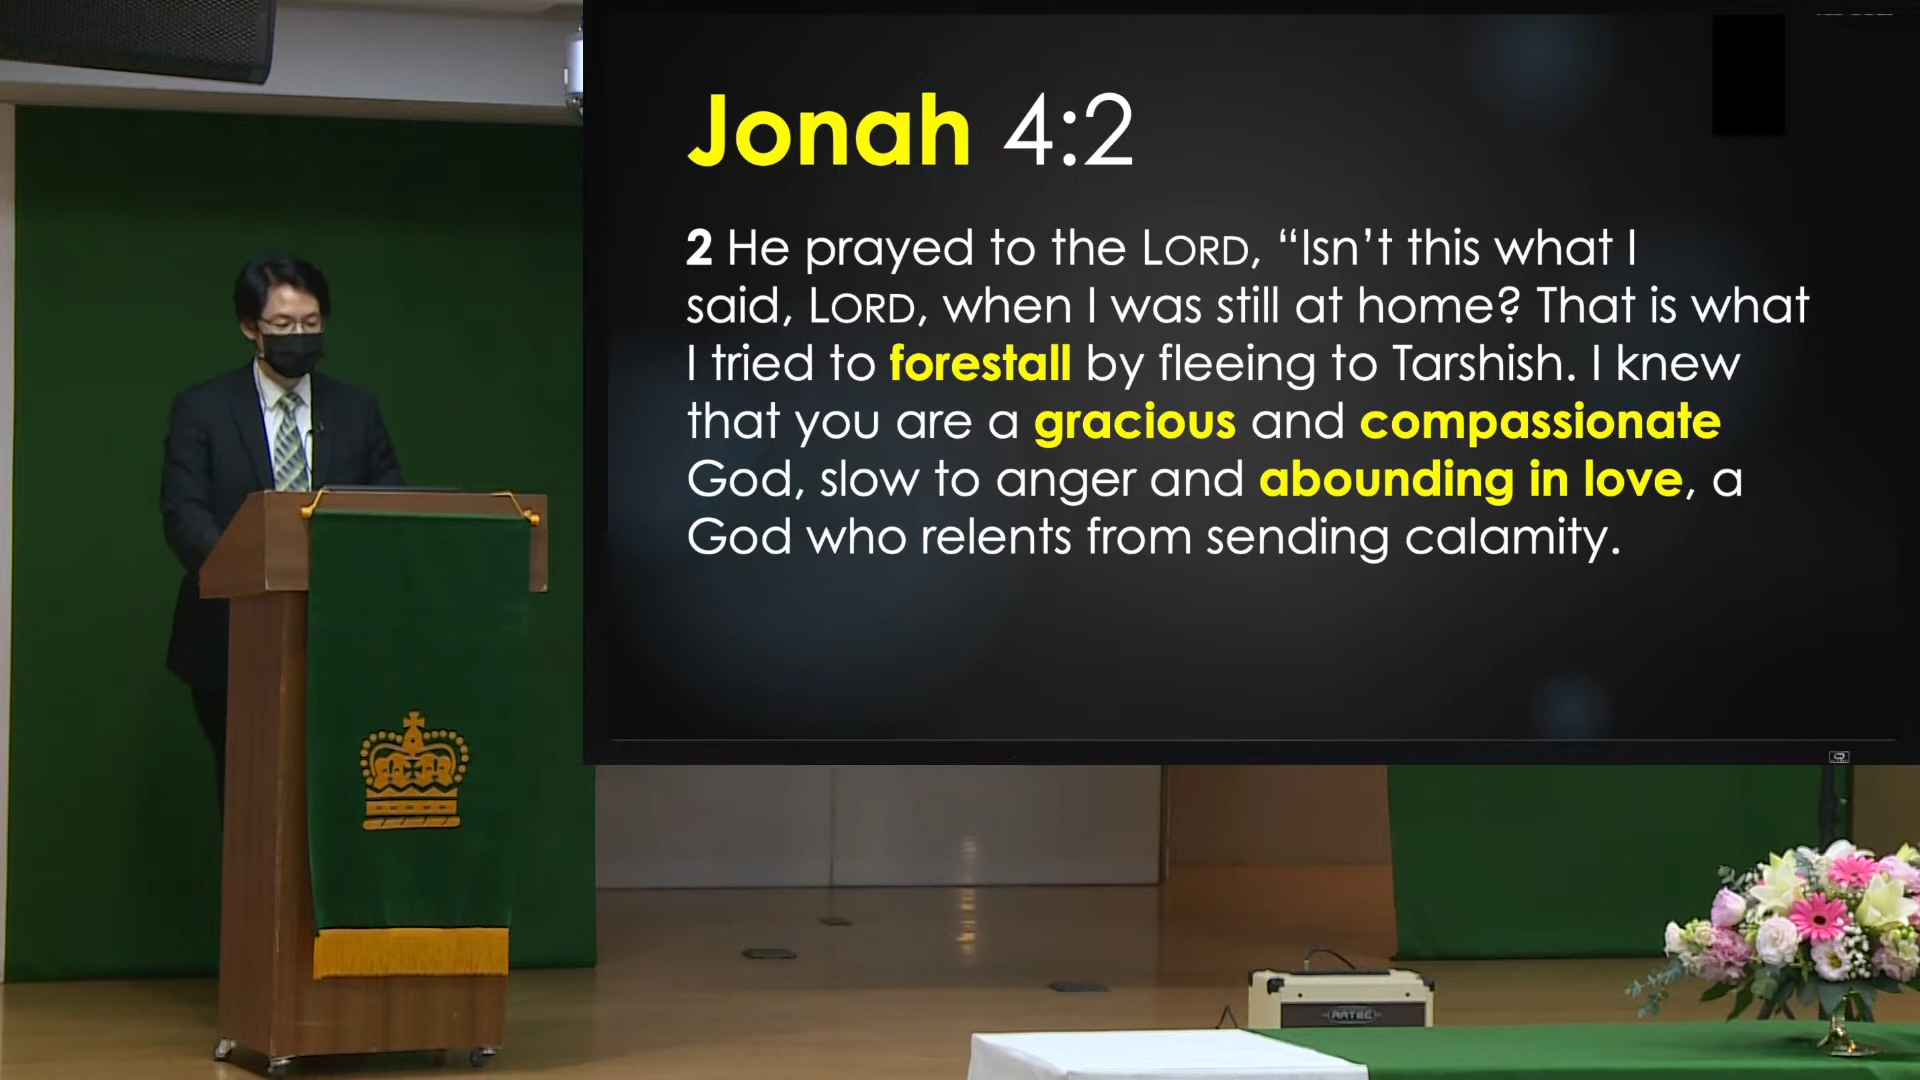 Jonah 4:2
2 He prayed to the LORD, “Isn’t this what I
said, LORD, when I was still at home? That is what
I tried to forestall by fleeing to Tarshish. I knew
that you are a gracious and compassionate
God, slow to anger and abounding in love, a
God who relents from sending calamity.
ARTEC